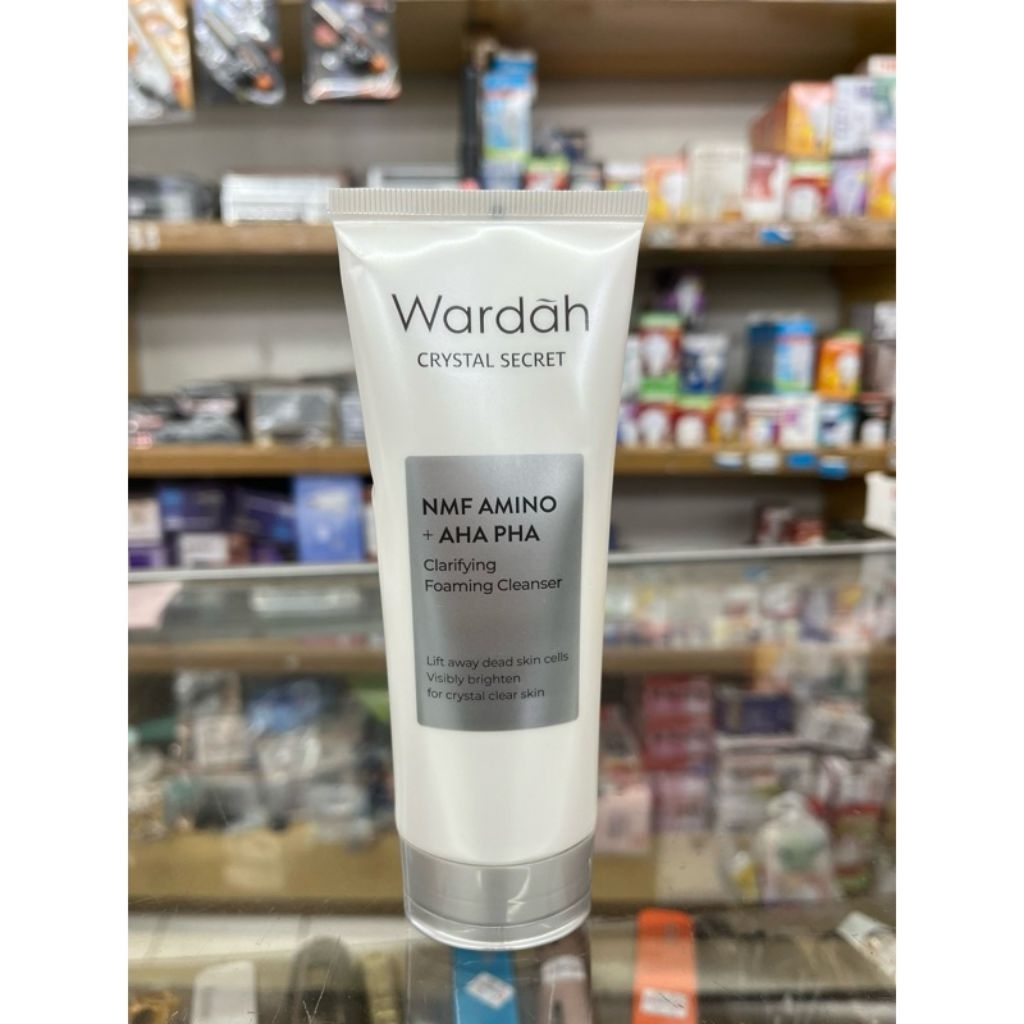 Wardãh
CRYSTAL SECRET
NMF AMINO
+ AHA PHA
Clarifying
Foaming Cleanser
Lift away dead skin cells
Visibly brighten
for crystal clear skin